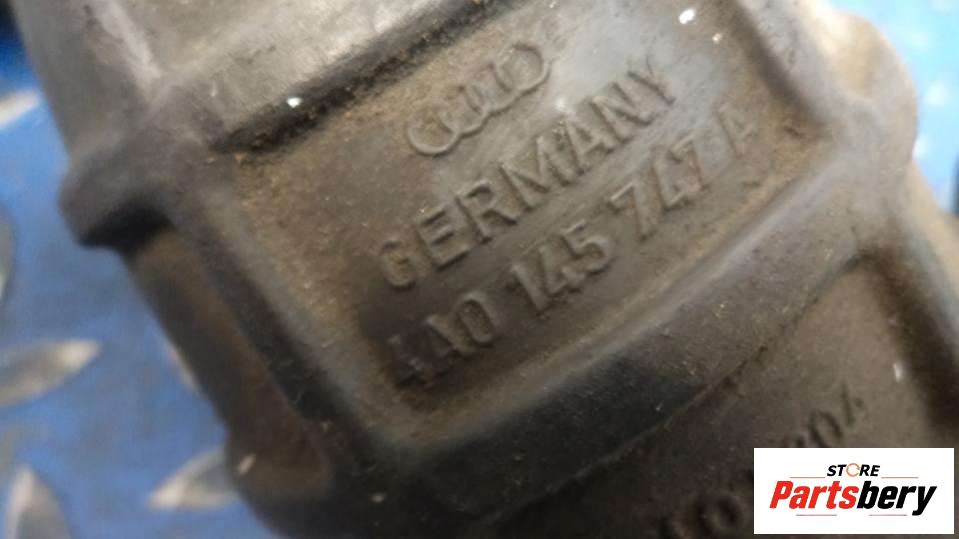 GERMANY
4A0 145 747 A
STORE
Partsbery